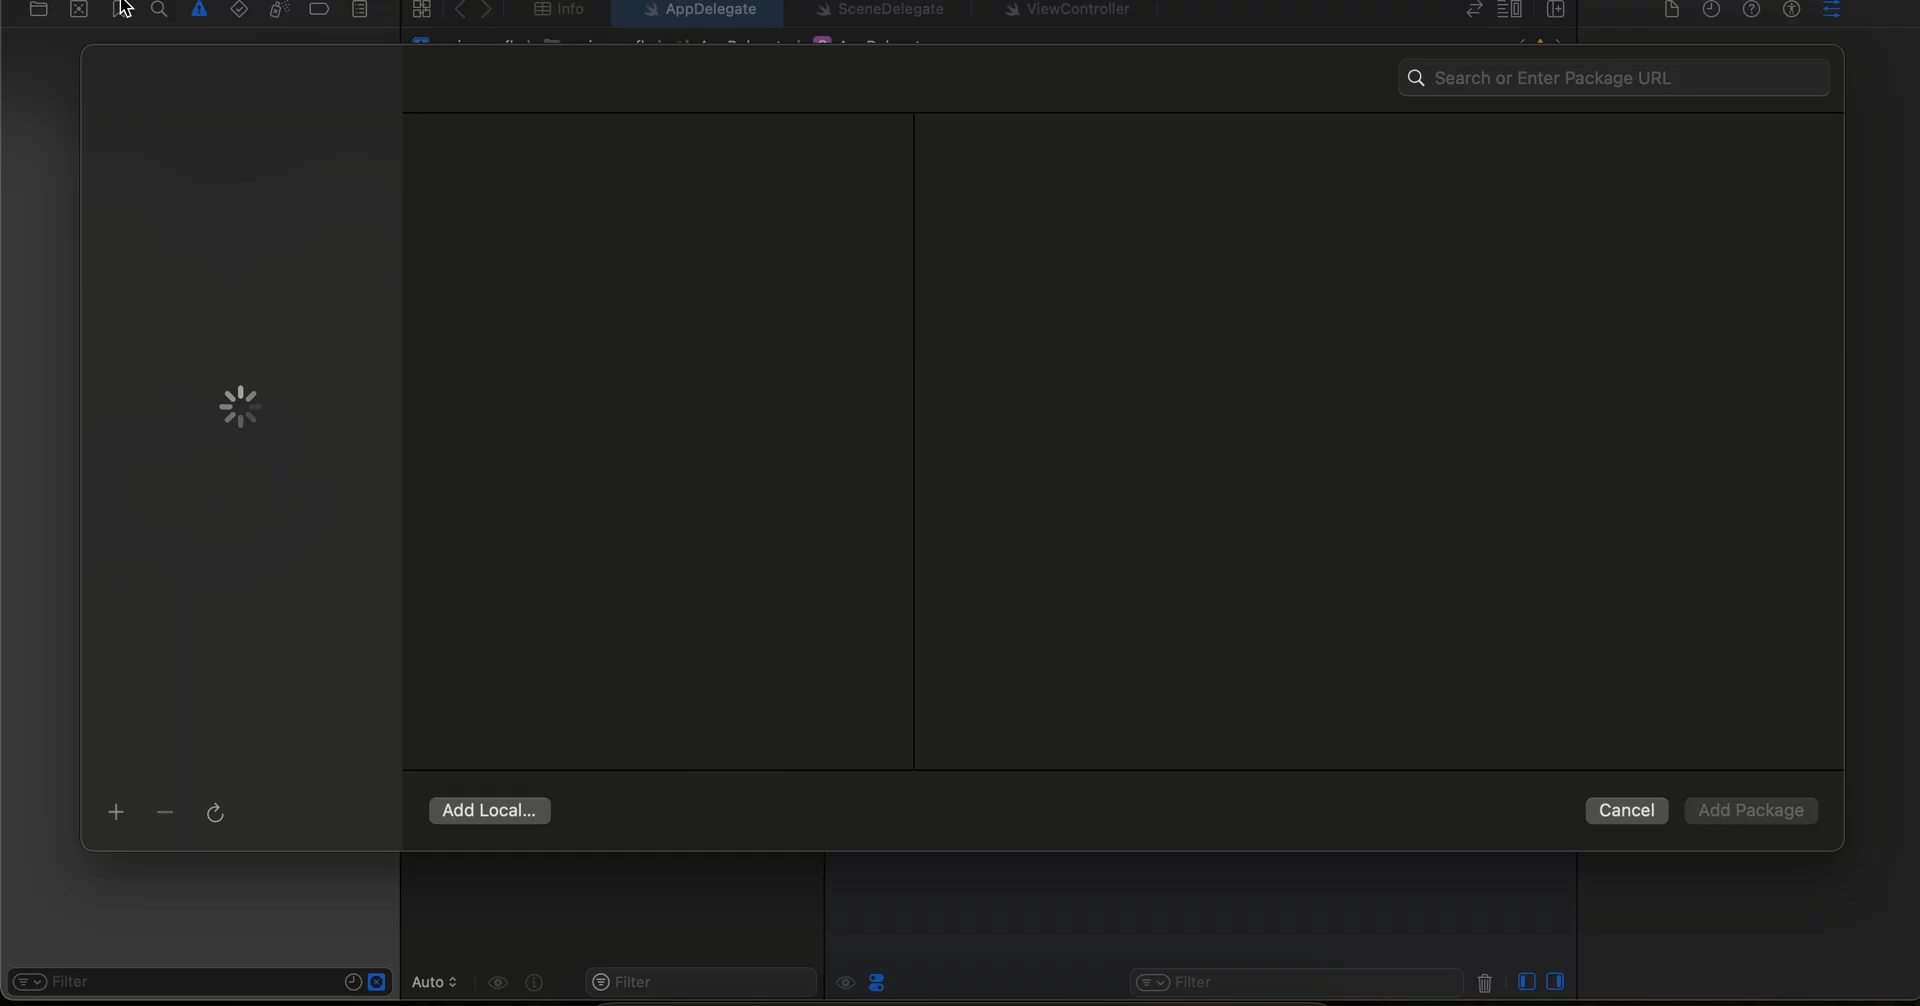 Info
AppDelegate
SceneDelegate
ViewController
Search or Enter Package URL
Add Local...
Cancel
Add Package
Filter
Auto
Filter
Filter